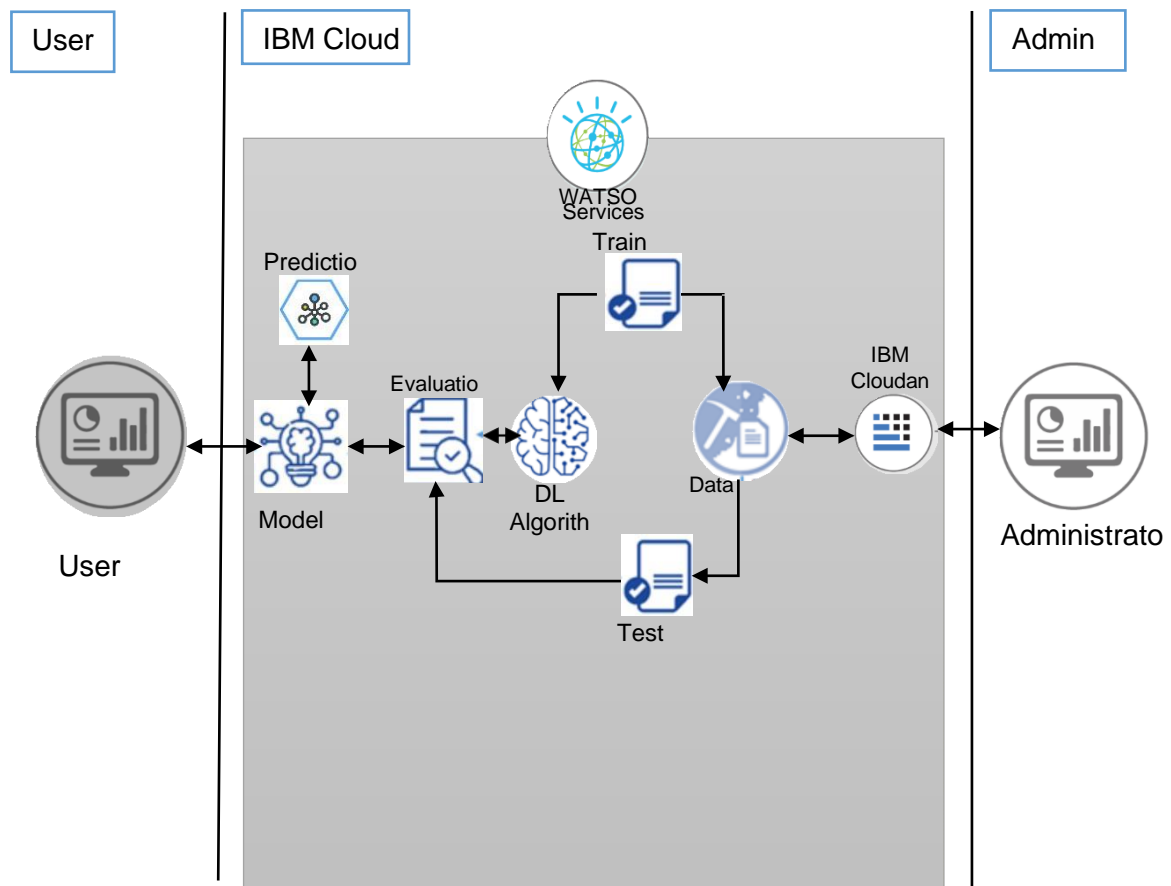 User
IBM Cloud
Admin
WATSO
Services
Train
Predictio
Evaluatio
IBM
Cloudan
Data
DL
Algorith
Model
Administrato
User
Test